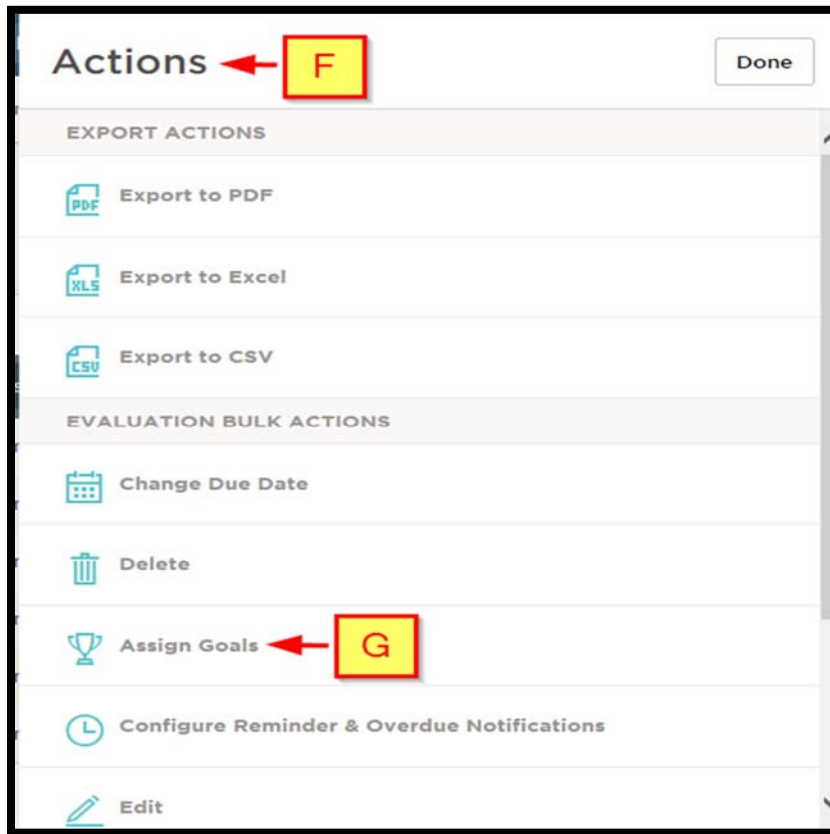 Actions F Done
EXPORT ACTIONS
PDF Export to PDF
XLS Export to Excel
CSV Export to CSV
EVALUATION BULK ACTIONS
Change Due Date
Delete
Assign Goals G
Configure Reminder & Overdue Notifications
Edit